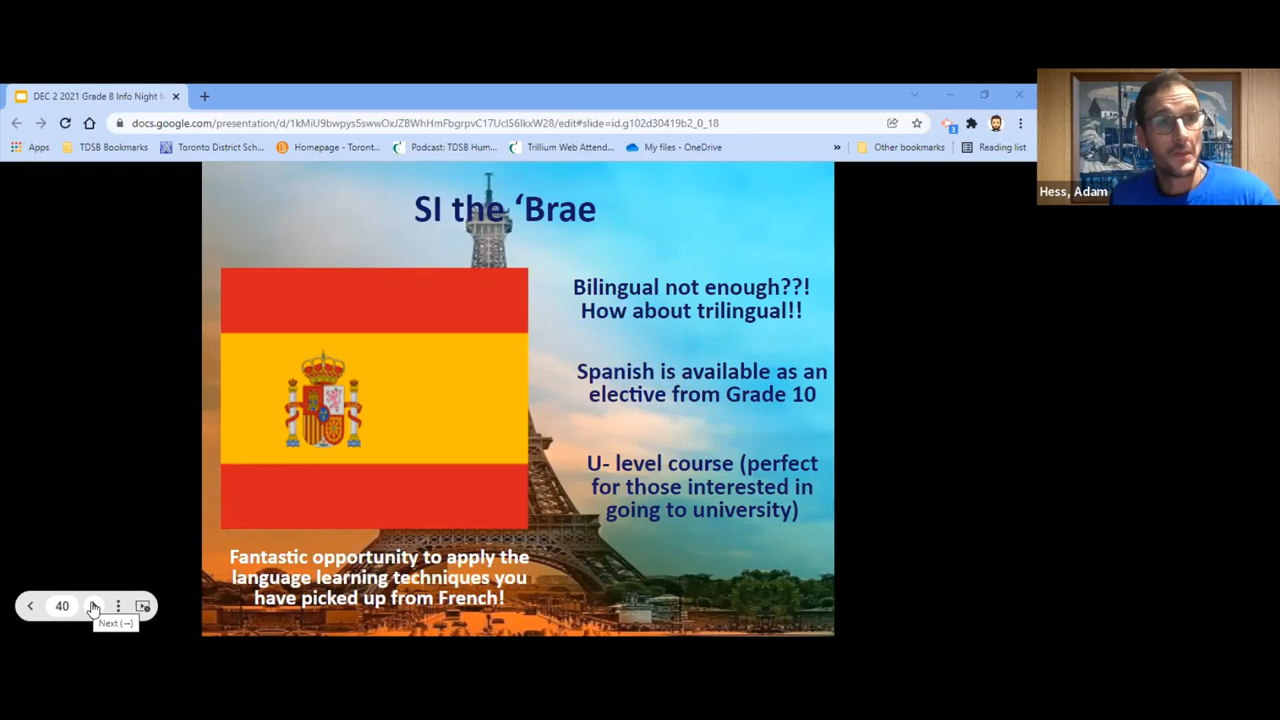 DEC 2 2021 Grade 8 Info Night
docs.google.com/presentation/d/1kMiU9bwpys5swwOxJZBWhHmFbgrpvC17UcI56IkxW28/edit#slide=id.g102d30419b2_0_18
Apps TDSB Bookmarks Toronto District Sch... Homepage - Toront... Podcast: TDSB Hum... Trillium Web Attend... My files - OneDrive » Other bookmarks Reading list
3
Hess, Adam
SI the ‘Brae
Bilingual not enough??!
How about trilingual!!
Spanish is available as an
elective from Grade 10
U- level course (perfect
for those interested in
going to university)
Fantastic opportunity to apply the
language learning techniques you
have picked up from French!
40
Next (→)